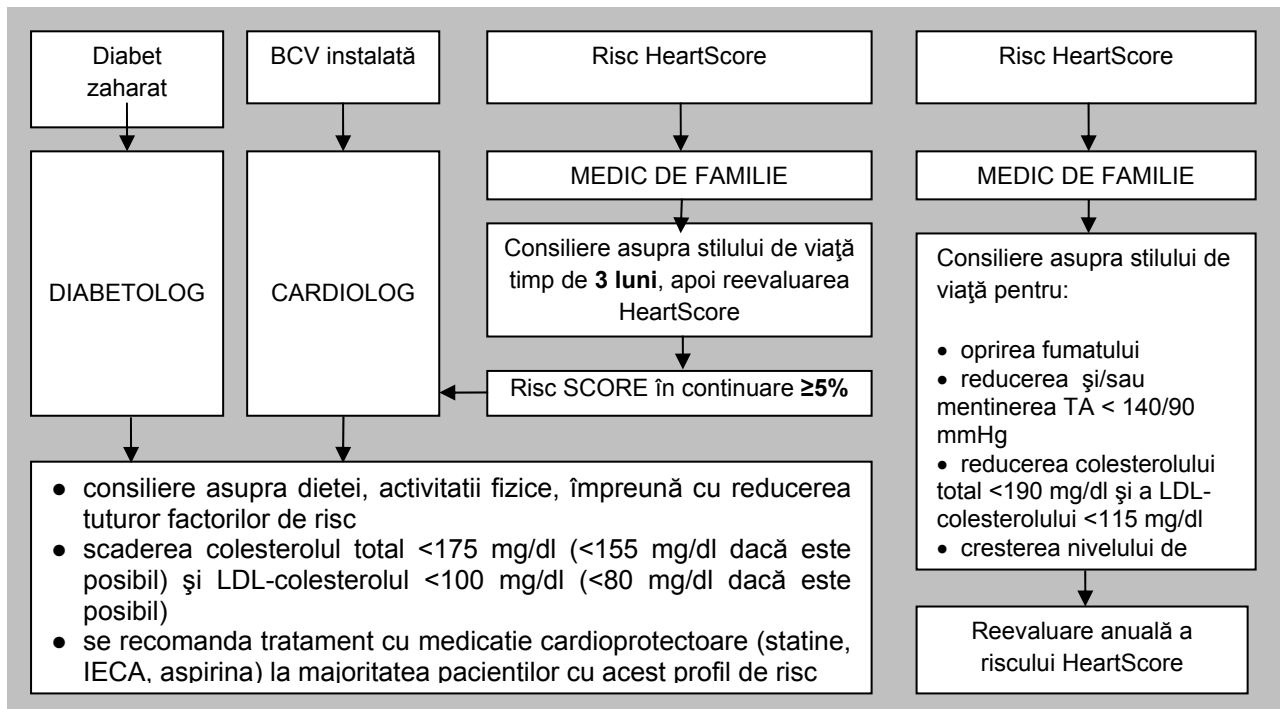 Diabet
zaharat
BCV instalată
Risc HeartScore
Risc HeartScore
DIABETOLOG
CARDIOLOG
MEDIC DE FAMILIE
MEDIC DE FAMILIE
Consiliere asupra stilului de viaţă
timp de 3 luni, apoi reevaluarea
HeartScore
Risc SCORE în continuare ≥5%
Consiliere asupra stilului de
viaţă pentru:
• oprirea fumatului
• reducerea şi/sau
mentinerea TA < 140/90
mmHg
• reducerea colesterolului
total <190 mg/dl şi a LDL-
colesterolului <115 mg/dl
• cresterea nivelului de
● consiliere asupra dietei, activitatii fizice, împreună cu reducerea
tuturor factorilor de risc
● scaderea colesterolul total <175 mg/dl (<155 mg/dl dacă este
posibil) şi LDL-colesterolul <100 mg/dl (<80 mg/dl dacă este
posibil)
● se recomanda tratament cu medicatie cardioprotectoare (statine,
IECA, aspirina) la majoritatea pacientilor cu acest profil de risc
Reevaluare anuală a
riscului HeartScore